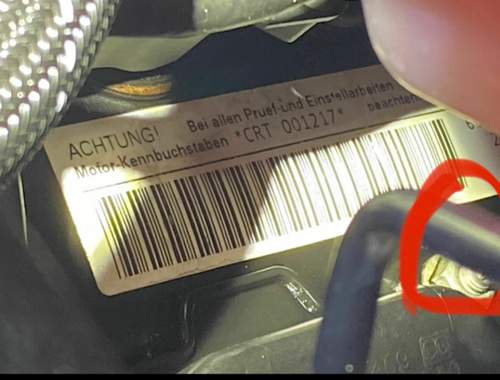 ACHTUNG! Bei allen Pruef-und Einstellarbeiten
Motor-Kennbuchstaben *CRT 001217* beachten